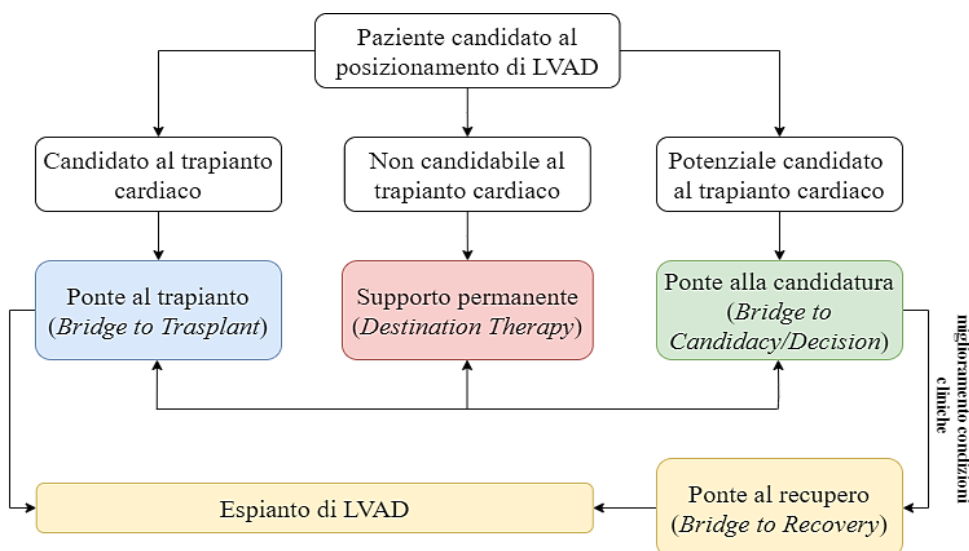 Paziente candidato al
posizionamento di LVAD
Candidato al trapianto
cardiaco
Non candidabile al
trapianto cardiaco
Potenziale candidato
al trapianto cardiaco
Ponte al trapianto
(Bridge to Trasplant)
Supporto permanente
(Destination Therapy)
Ponte alla candidatura
(Bridge to
Candidacy/Decision)
miglioramento condizioni
cliniche
Espianto di LVAD
Ponte al recupero
(Bridge to Recovery)